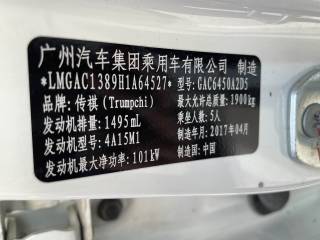 广州汽车集团乘用车有限公司 制造
*LMGAC1389H1A64527* 型号: GAC6450A2D5
品牌: 传祺 (Trumpchi) 最大允许总质量: 1900kg
发动机排量: 1495mL 乘坐人数: 5人
发动机型号: 4A15M1 制造年月: 2017年04月
发动机最大净功率: 101kW 制造国: 中国